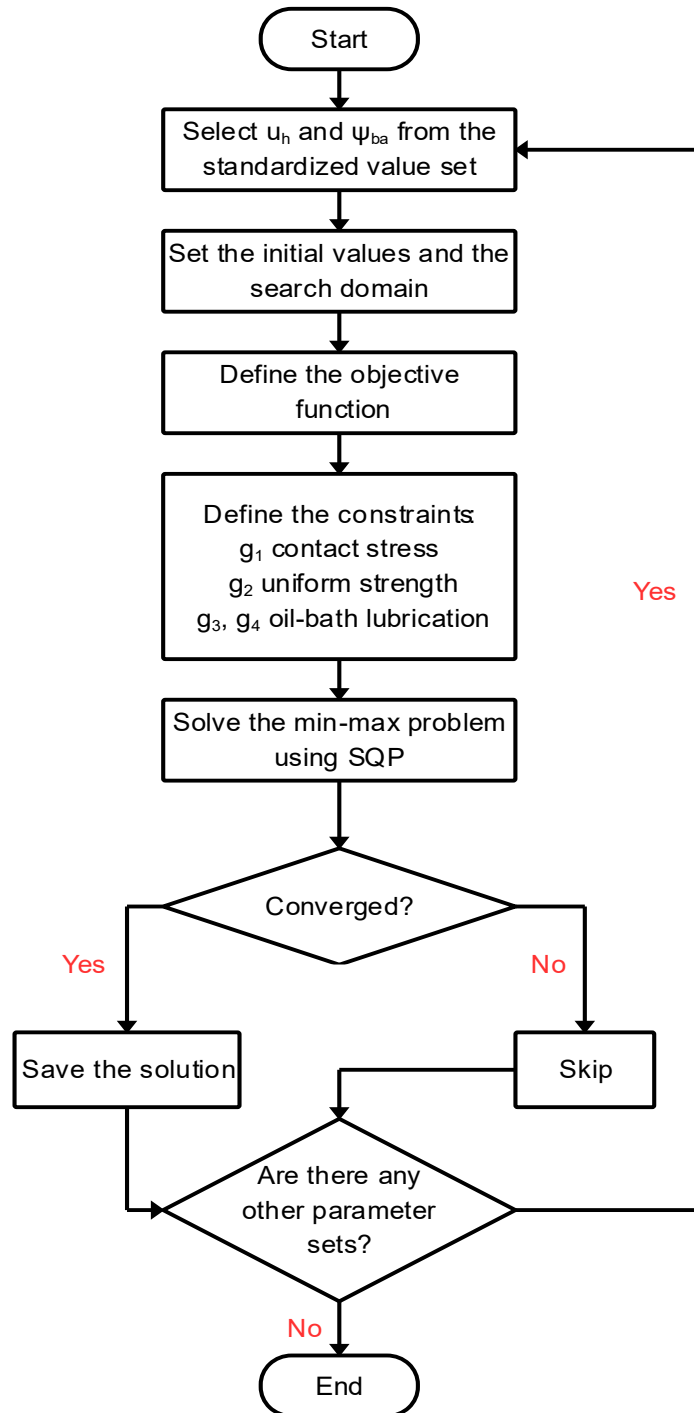 Start
Select uₕ and ψba from the
standardized value set
Set the initial values and the
search domain
Define the objective
function
Define the constraints:
g₁ contact stress
g₂ uniform strength
g₃, g₄ oil-bath lubrication
Yes
Solve the min-max problem
using SQP
Converged?
Yes
No
Save the solution
Skip
Are there any
other parameter
sets?
No
End